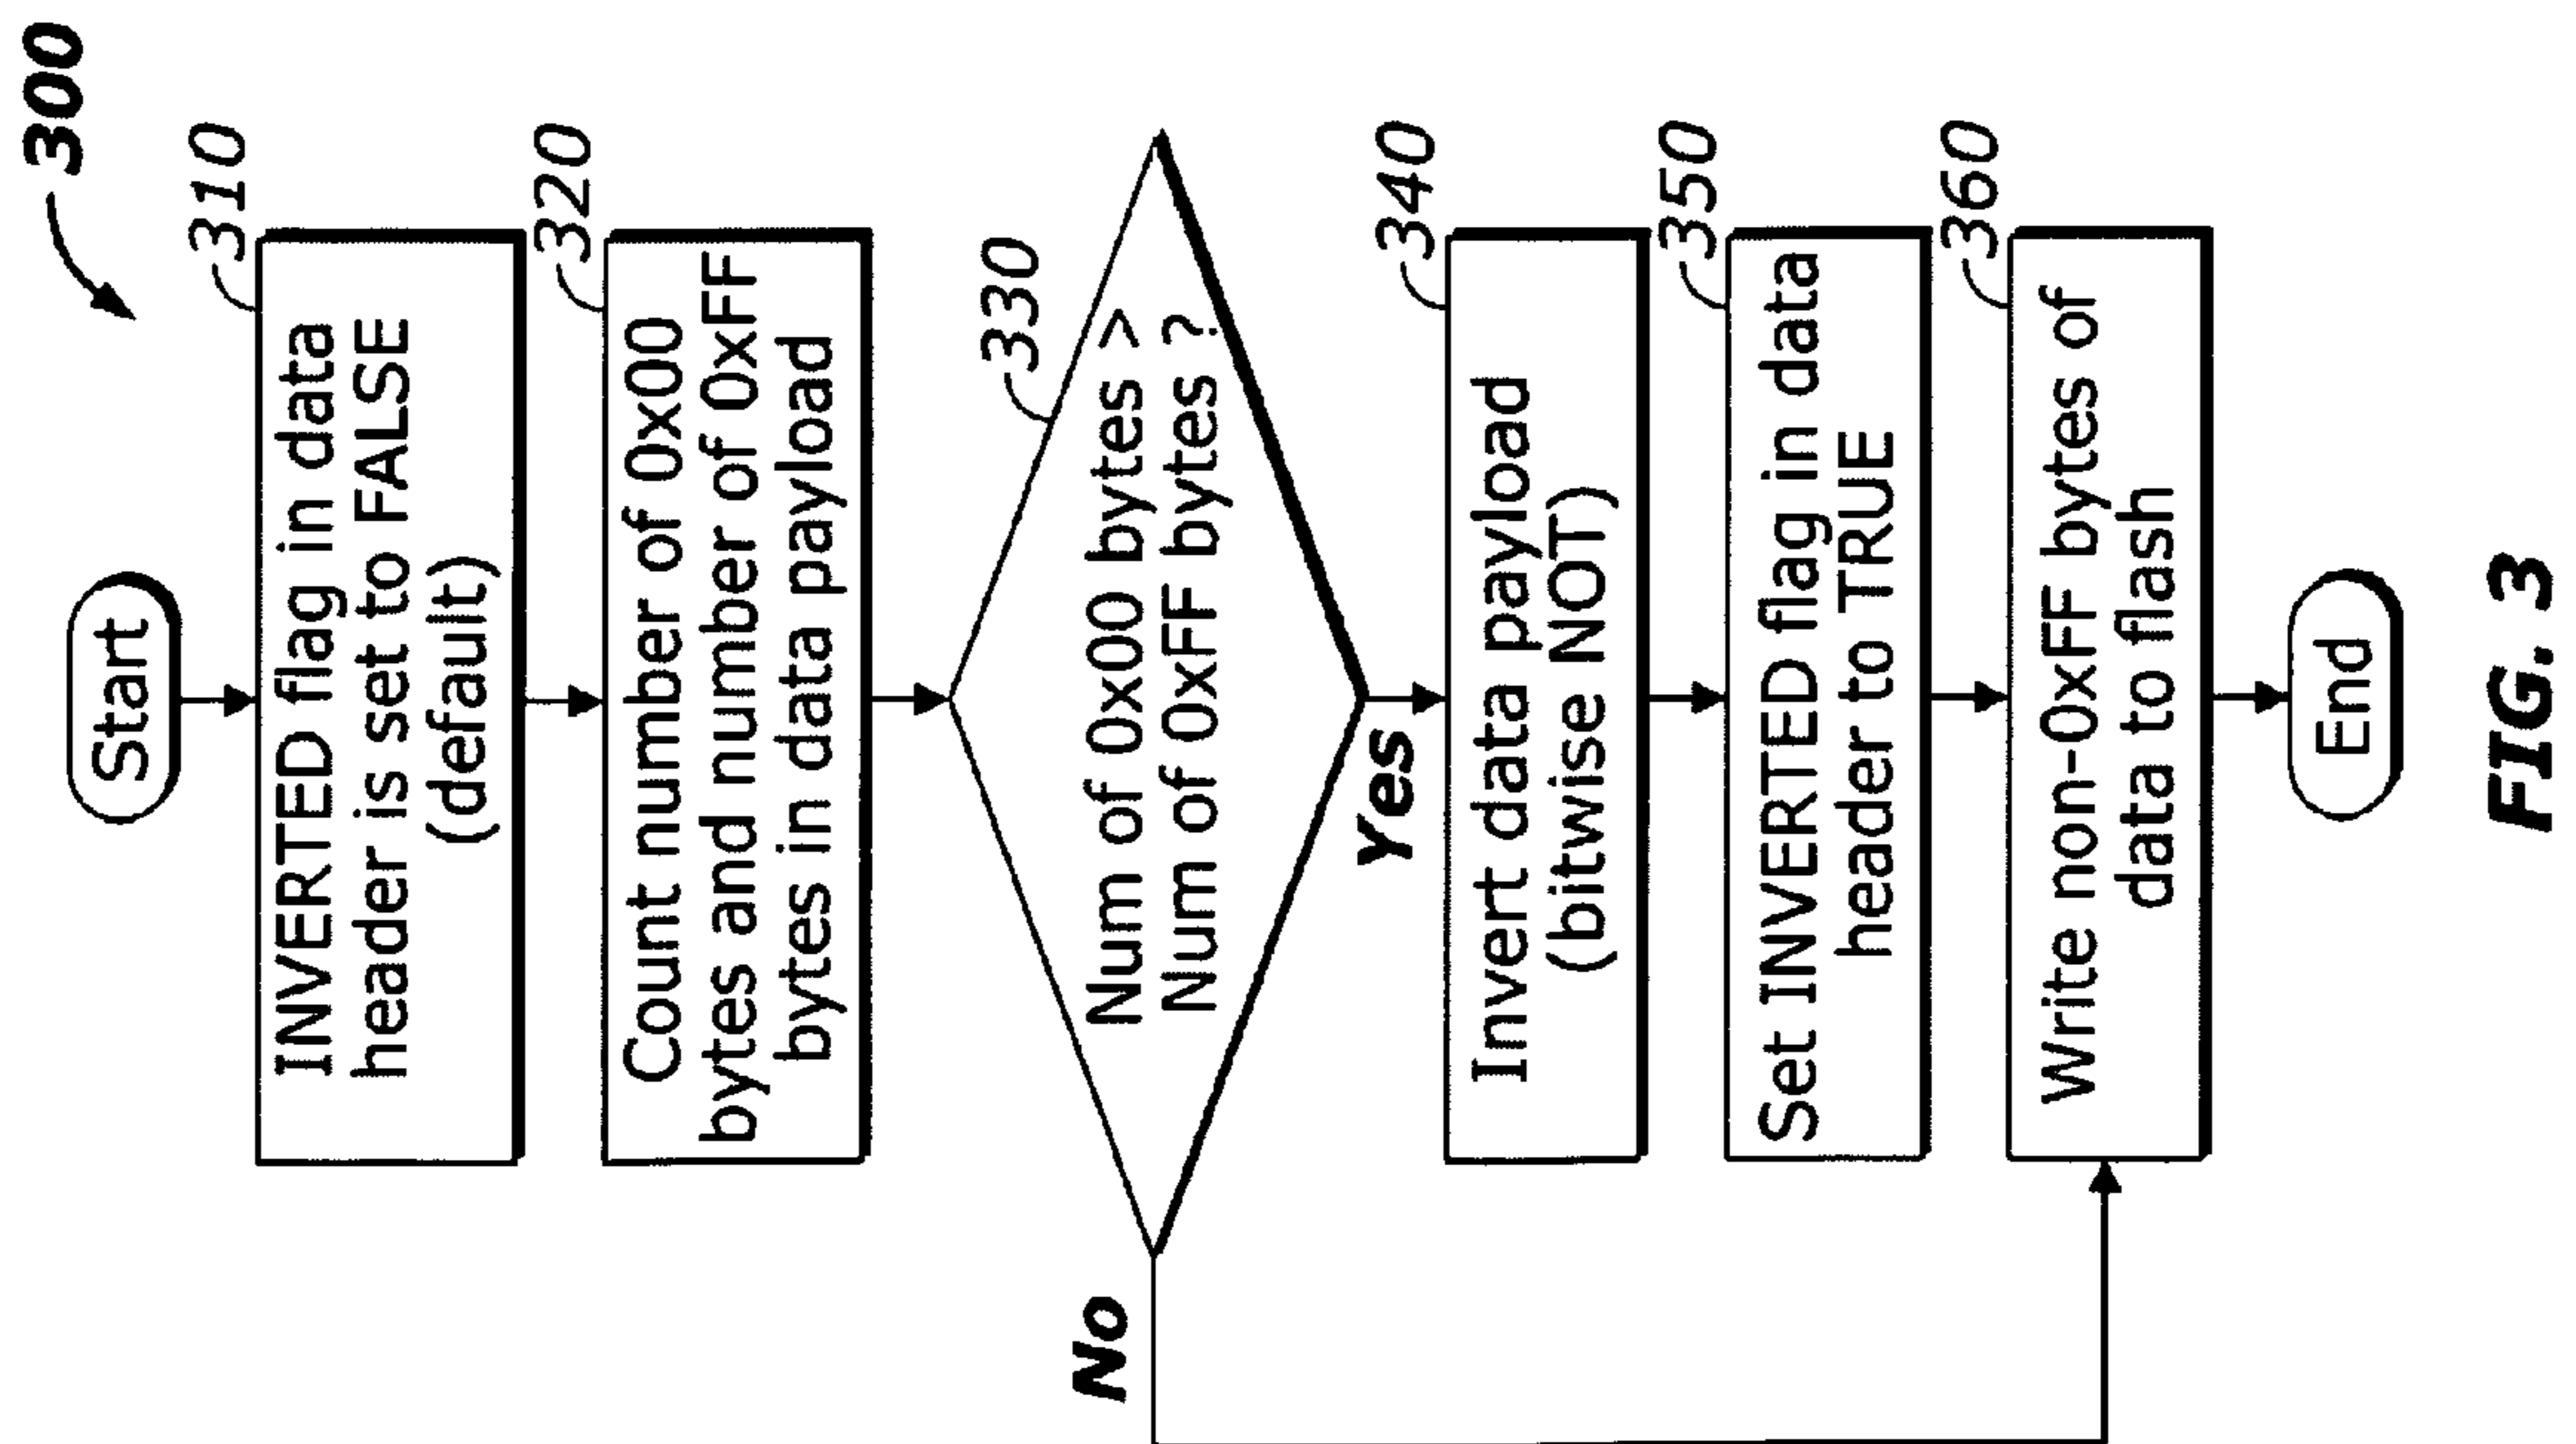 300
Start
310
INVERTED flag in data
header is set to FALSE
(default)
320
Count number of 0x00
bytes and number of 0xFF
bytes in data payload
330
Num of 0x00 bytes >
Num of 0xFF bytes ?
No
Yes
340
Invert data payload
(bitwise NOT)
350
Set INVERTED flag in data
header to TRUE
360
Write non-0xFF bytes of
data to flash
End
FIG. 3